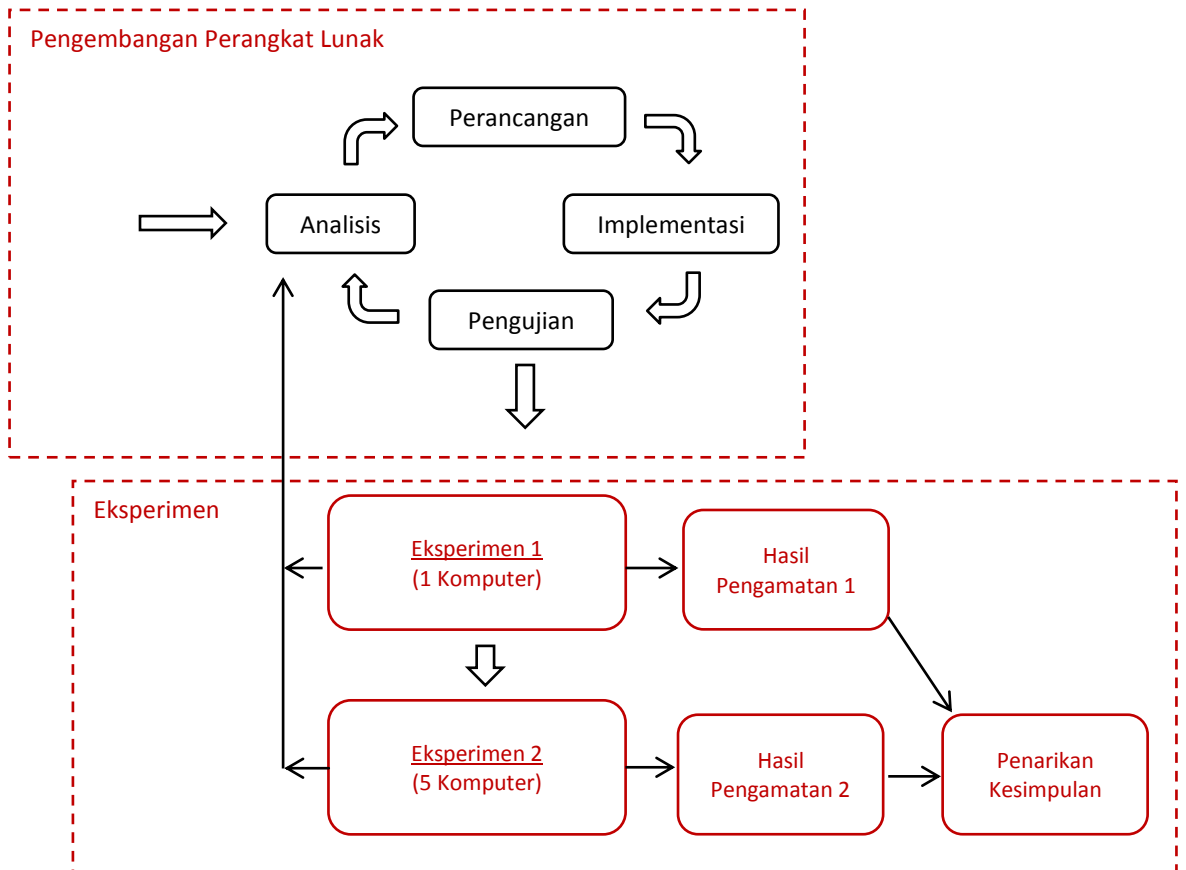 Pengembangan Perangkat Lunak
Perancangan
Analisis
Implementasi
Pengujian
Eksperimen
Eksperimen 1
(1 Komputer)
Hasil
Pengamatan 1
Eksperimen 2
(5 Komputer)
Hasil
Pengamatan 2
Penarikan
Kesimpulan